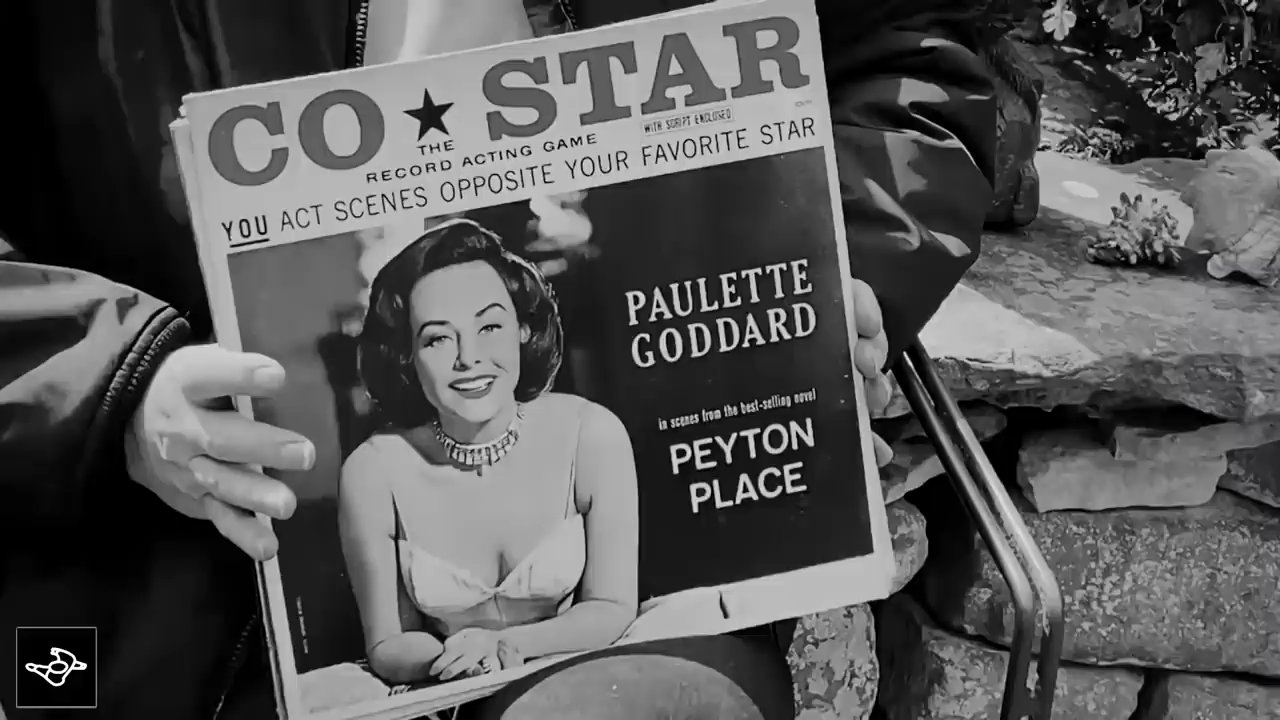 CO★STAR
THE
RECORD ACTING GAME
WITH SCRIPT ENCLOSED
YOU ACT SCENES OPPOSITE YOUR FAVORITE STAR
PAULETTE
GODDARD
in scenes from the best-selling novel
PEYTON
PLACE